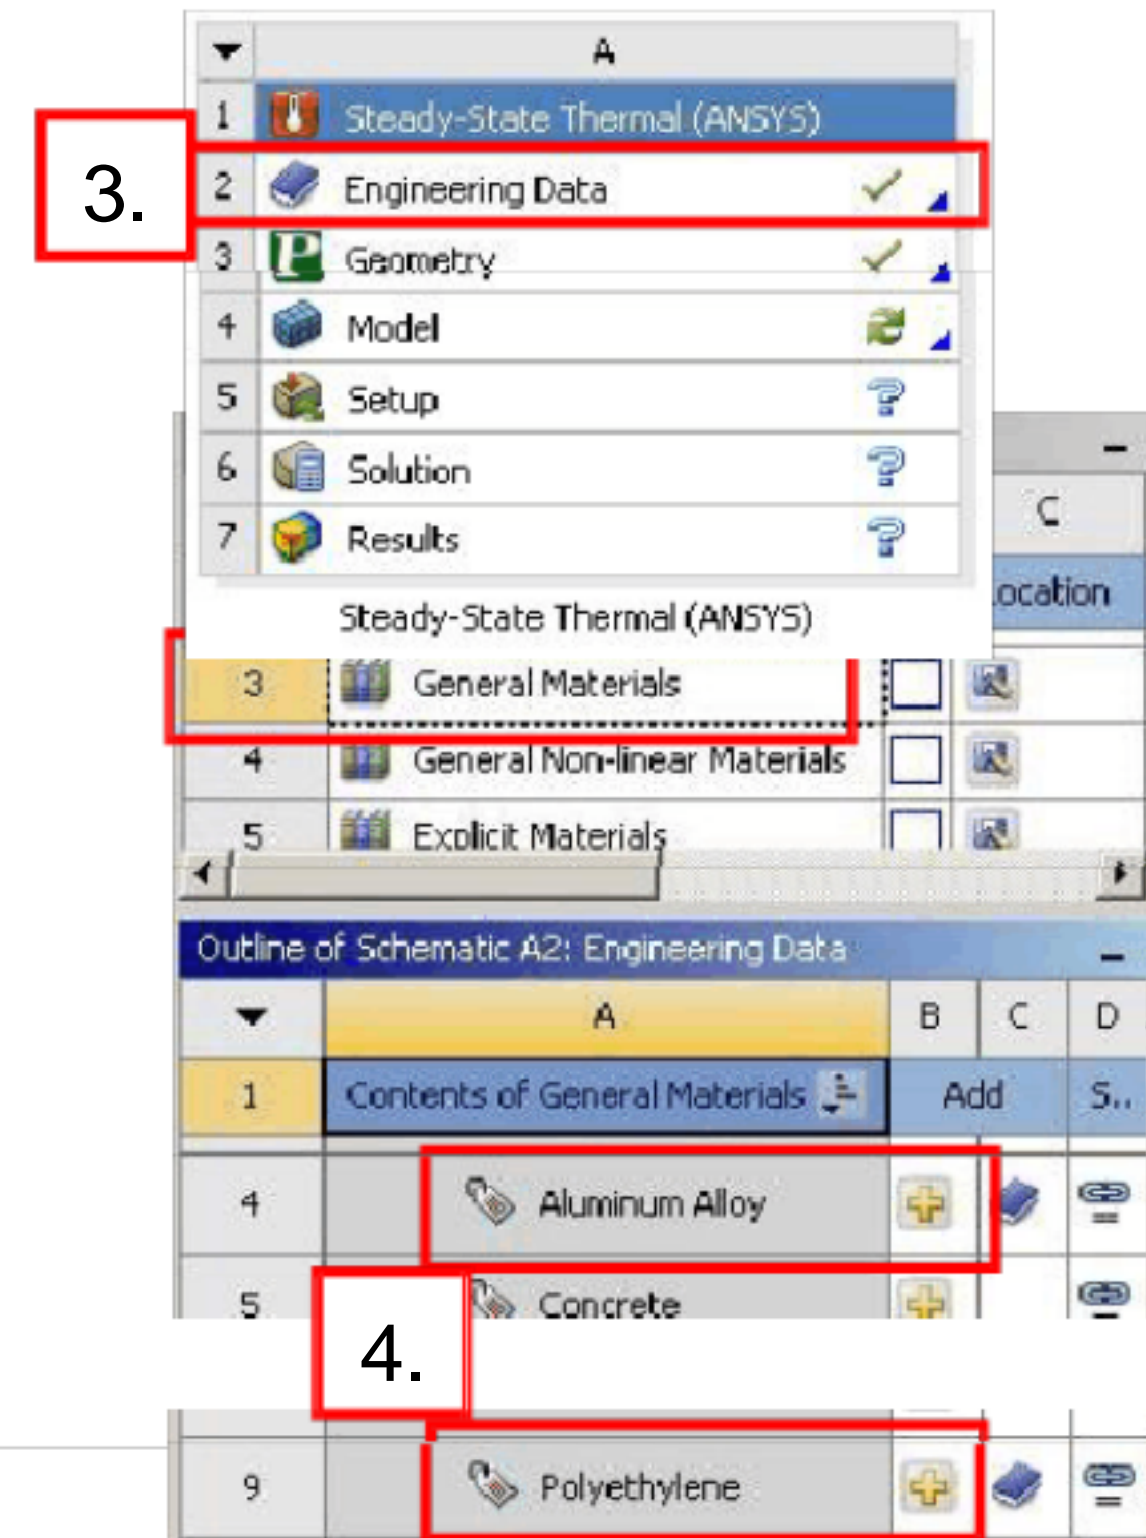 A
1 Steady-State Thermal (ANSYS)
3.
2 Engineering Data
3 Geometry
4 Model
5 Setup
6 Solution
7 Results
Steady-State Thermal (ANSYS)
C
ocation
3 General Materials
4 General Non-linear Materials
5 Explicit Materials
Outline of Schematic A2: Engineering Data
A B C D
1 Contents of General Materials Add S..
4 Aluminum Alloy
5 Concrete
4.
9 Polyethylene